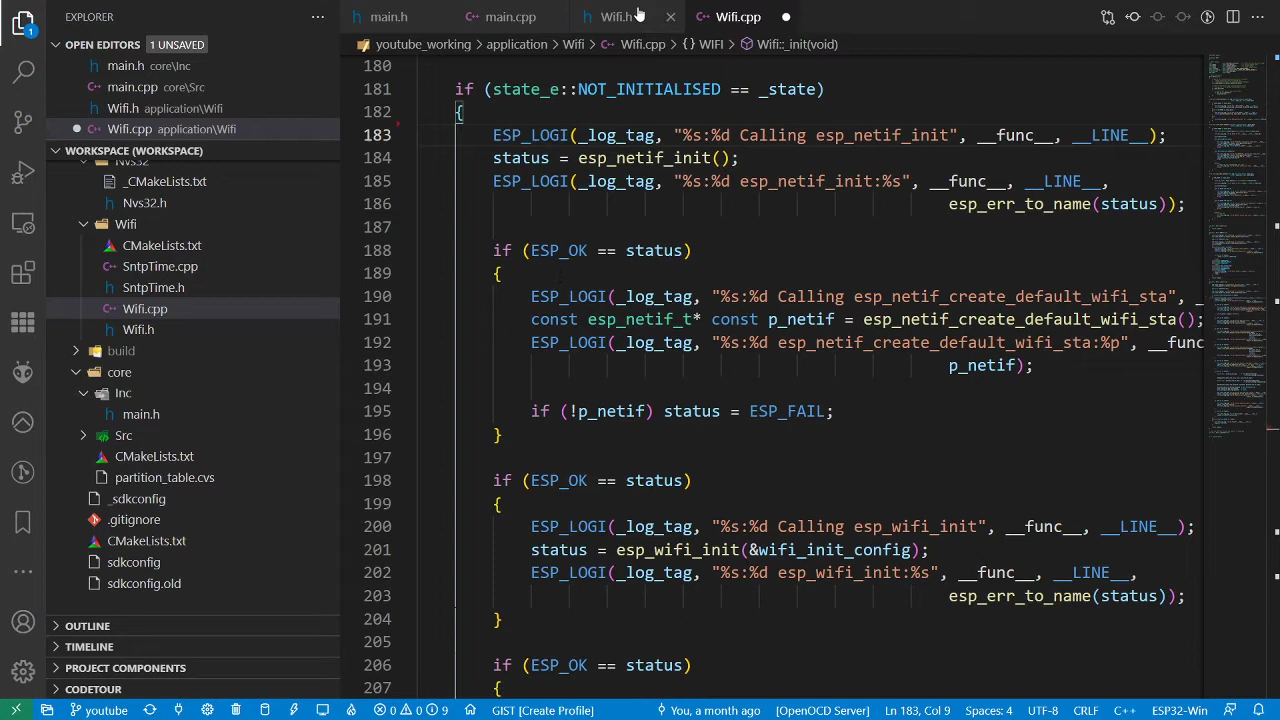 EXPLORER
OPEN EDITORS 1 UNSAVED
main.h core\Inc
main.cpp core\Src
Wifi.h application\Wifi
Wifi.cpp application\Wifi
WORKSPACE (WORKSPACE)
Nvs32
_CMakeLists.txt
Nvs32.h
Wifi
CMakeLists.txt
SntpTime.cpp
SntpTime.h
Wifi.cpp
Wifi.h
build
core
Inc
main.h
Src
CMakeLists.txt
partition_table.cvs
_sdkconfig
.gitignore
CMakeLists.txt
sdkconfig
sdkconfig.old
OUTLINE
TIMELINE
PROJECT COMPONENTS
CODETOUR
main.h main.cpp Wifi.h Wifi.cpp
youtube_working > application > Wifi > Wifi.cpp > {} WIFI > Wifi::_init(void)
180
181 if (state_e::NOT_INITIALISED == _state)
182 {
183 ESP_LOGI(_log_tag, "%s:%d Calling esp_netif_init", __func__, __LINE__);
184 status = esp_netif_init();
185 ESP_LOGI(_log_tag, "%s:%d esp_netif_init:%s", __func__, __LINE__,
186 esp_err_to_name(status));
187
188 if (ESP_OK == status)
189 {
190 ESP_LOGI(_log_tag, "%s:%d Calling esp_netif_create_default_wifi_sta", _
191 const esp_netif_t* const p_netif = esp_netif_create_default_wifi_sta();
192 ESP_LOGI(_log_tag, "%s:%d esp_netif_create_default_wifi_sta:%p", __func
193 p_netif);
194
195 if (!p_netif) status = ESP_FAIL;
196 }
197
198 if (ESP_OK == status)
199 {
200 ESP_LOGI(_log_tag, "%s:%d Calling esp_wifi_init", __func__, __LINE__);
201 status = esp_wifi_init(&wifi_init_config);
202 ESP_LOGI(_log_tag, "%s:%d esp_wifi_init:%s", __func__, __LINE__,
203 esp_err_to_name(status));
204 }
205
206 if (ESP_OK == status)
207 {
1
youtube 0 0 9 GIST [Create Profile] You, a month ago [OpenOCD Server] Ln 183, Col 9 Spaces: 4 UTF-8 CRLF C++ ESP32-Win